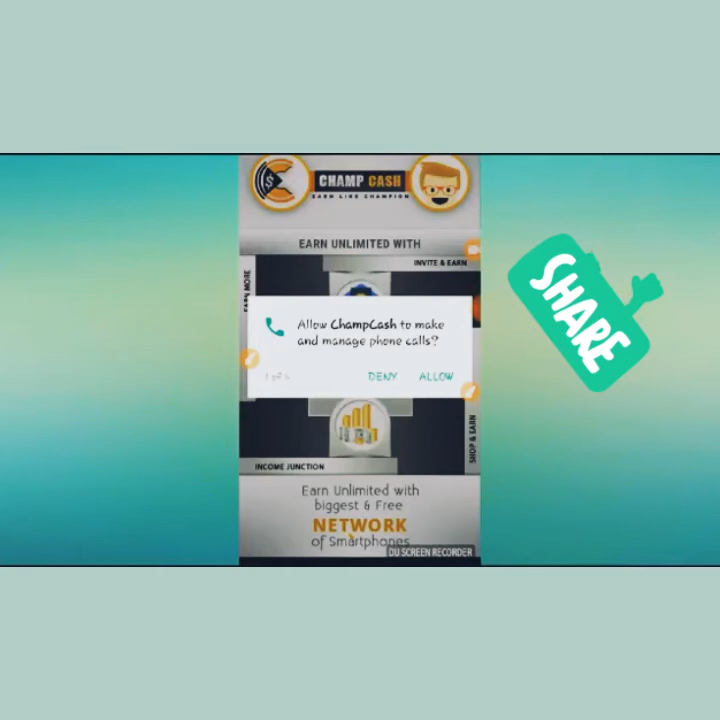 CHAMP CASH
EARN LIKE CHAMPION
EARN UNLIMITED WITH
INVITE & EARN
EARN MORE
SHARE
Allow ChampCash to make
and manage phone calls?
DENY ALLOW
SHOP & EARN
INCOME JUNCTION
Earn Unlimited with
biggest & Free
NETWORK
of Smartphones
DU SCREEN RECORDER